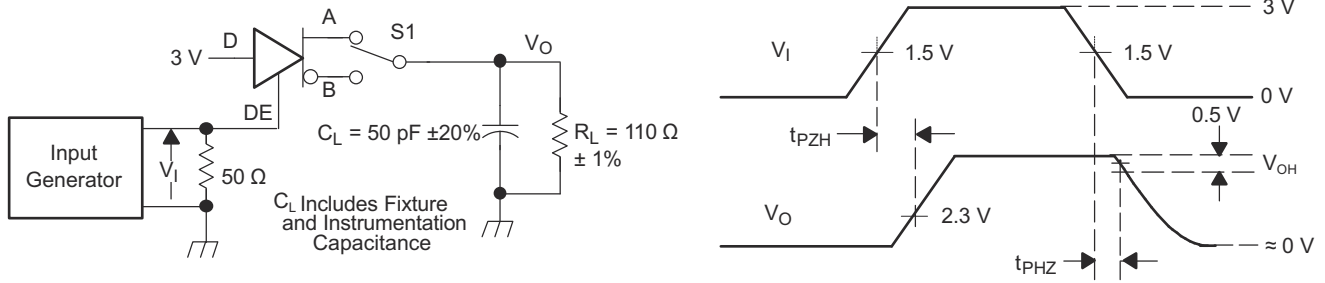 A
S1
D
3 V
V_O
B
DE
C_L = 50 pF ±20%
R_L = 110 Ω
± 1%
Input
Generator
V_I
50 Ω
C_L Includes Fixture
and Instrumentation
Capacitance
3 V
V_I
1.5 V
1.5 V
0 V
0.5 V
t_PZH
V_OH
V_O
2.3 V
≈ 0 V
t_PHZ